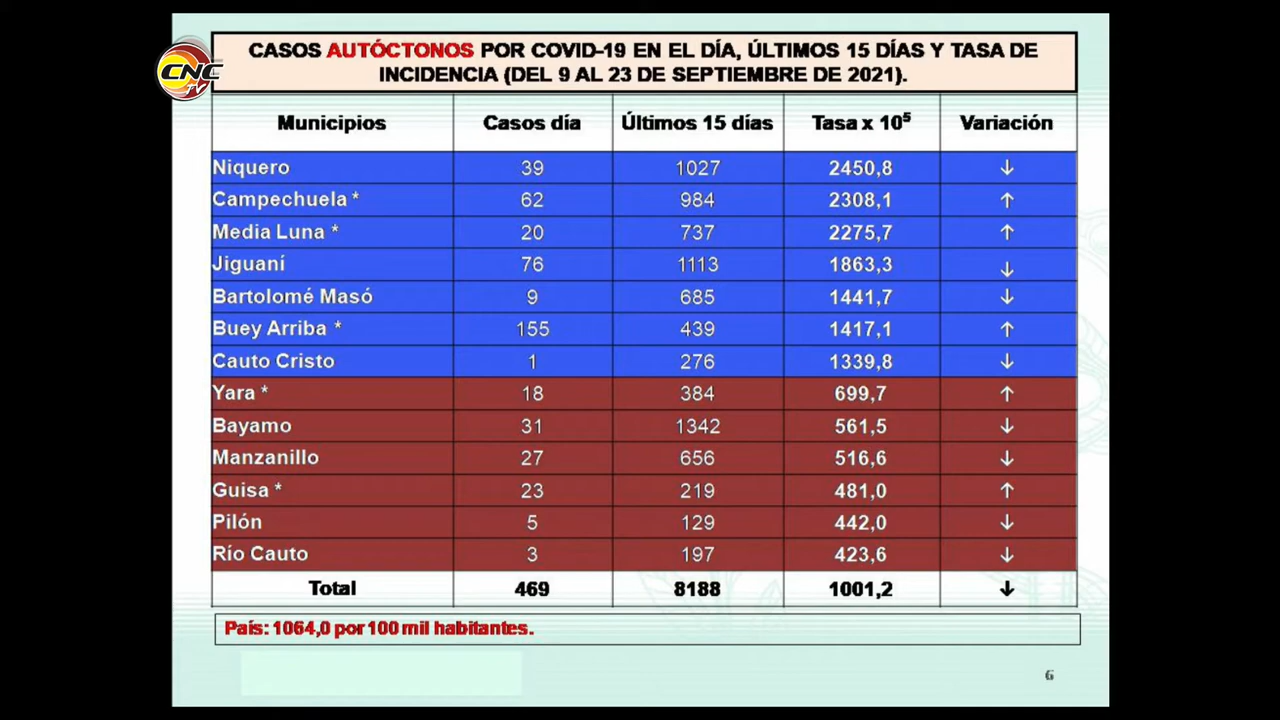 CNC
TV
CASOS AUTÓCTONOS POR COVID-19 EN EL DÍA, ÚLTIMOS 15 DÍAS Y TASA DE
INCIDENCIA (DEL 9 AL 23 DE SEPTIEMBRE DE 2021).
Municipios Casos día Últimos 15 días Tasa x 10⁵ Variación
Niquero 39 1027 2450,8 ↓
Campechuela * 62 984 2308,1 ↑
Media Luna * 20 737 2275,7 ↑
Jiguaní 76 1113 1863,3 ↓
Bartolomé Masó 9 685 1441,7 ↓
Buey Arriba * 155 439 1417,1 ↑
Cauto Cristo 1 276 1339,8 ↓
Yara * 18 384 699,7 ↑
Bayamo 31 1342 561,5 ↓
Manzanillo 27 656 516,6 ↓
Guisa * 23 219 481,0 ↑
Pilón 5 129 442,0 ↓
Río Cauto 3 197 423,6 ↓
Total 469 8188 1001,2 ↓
País: 1064,0 por 100 mil habitantes.
6